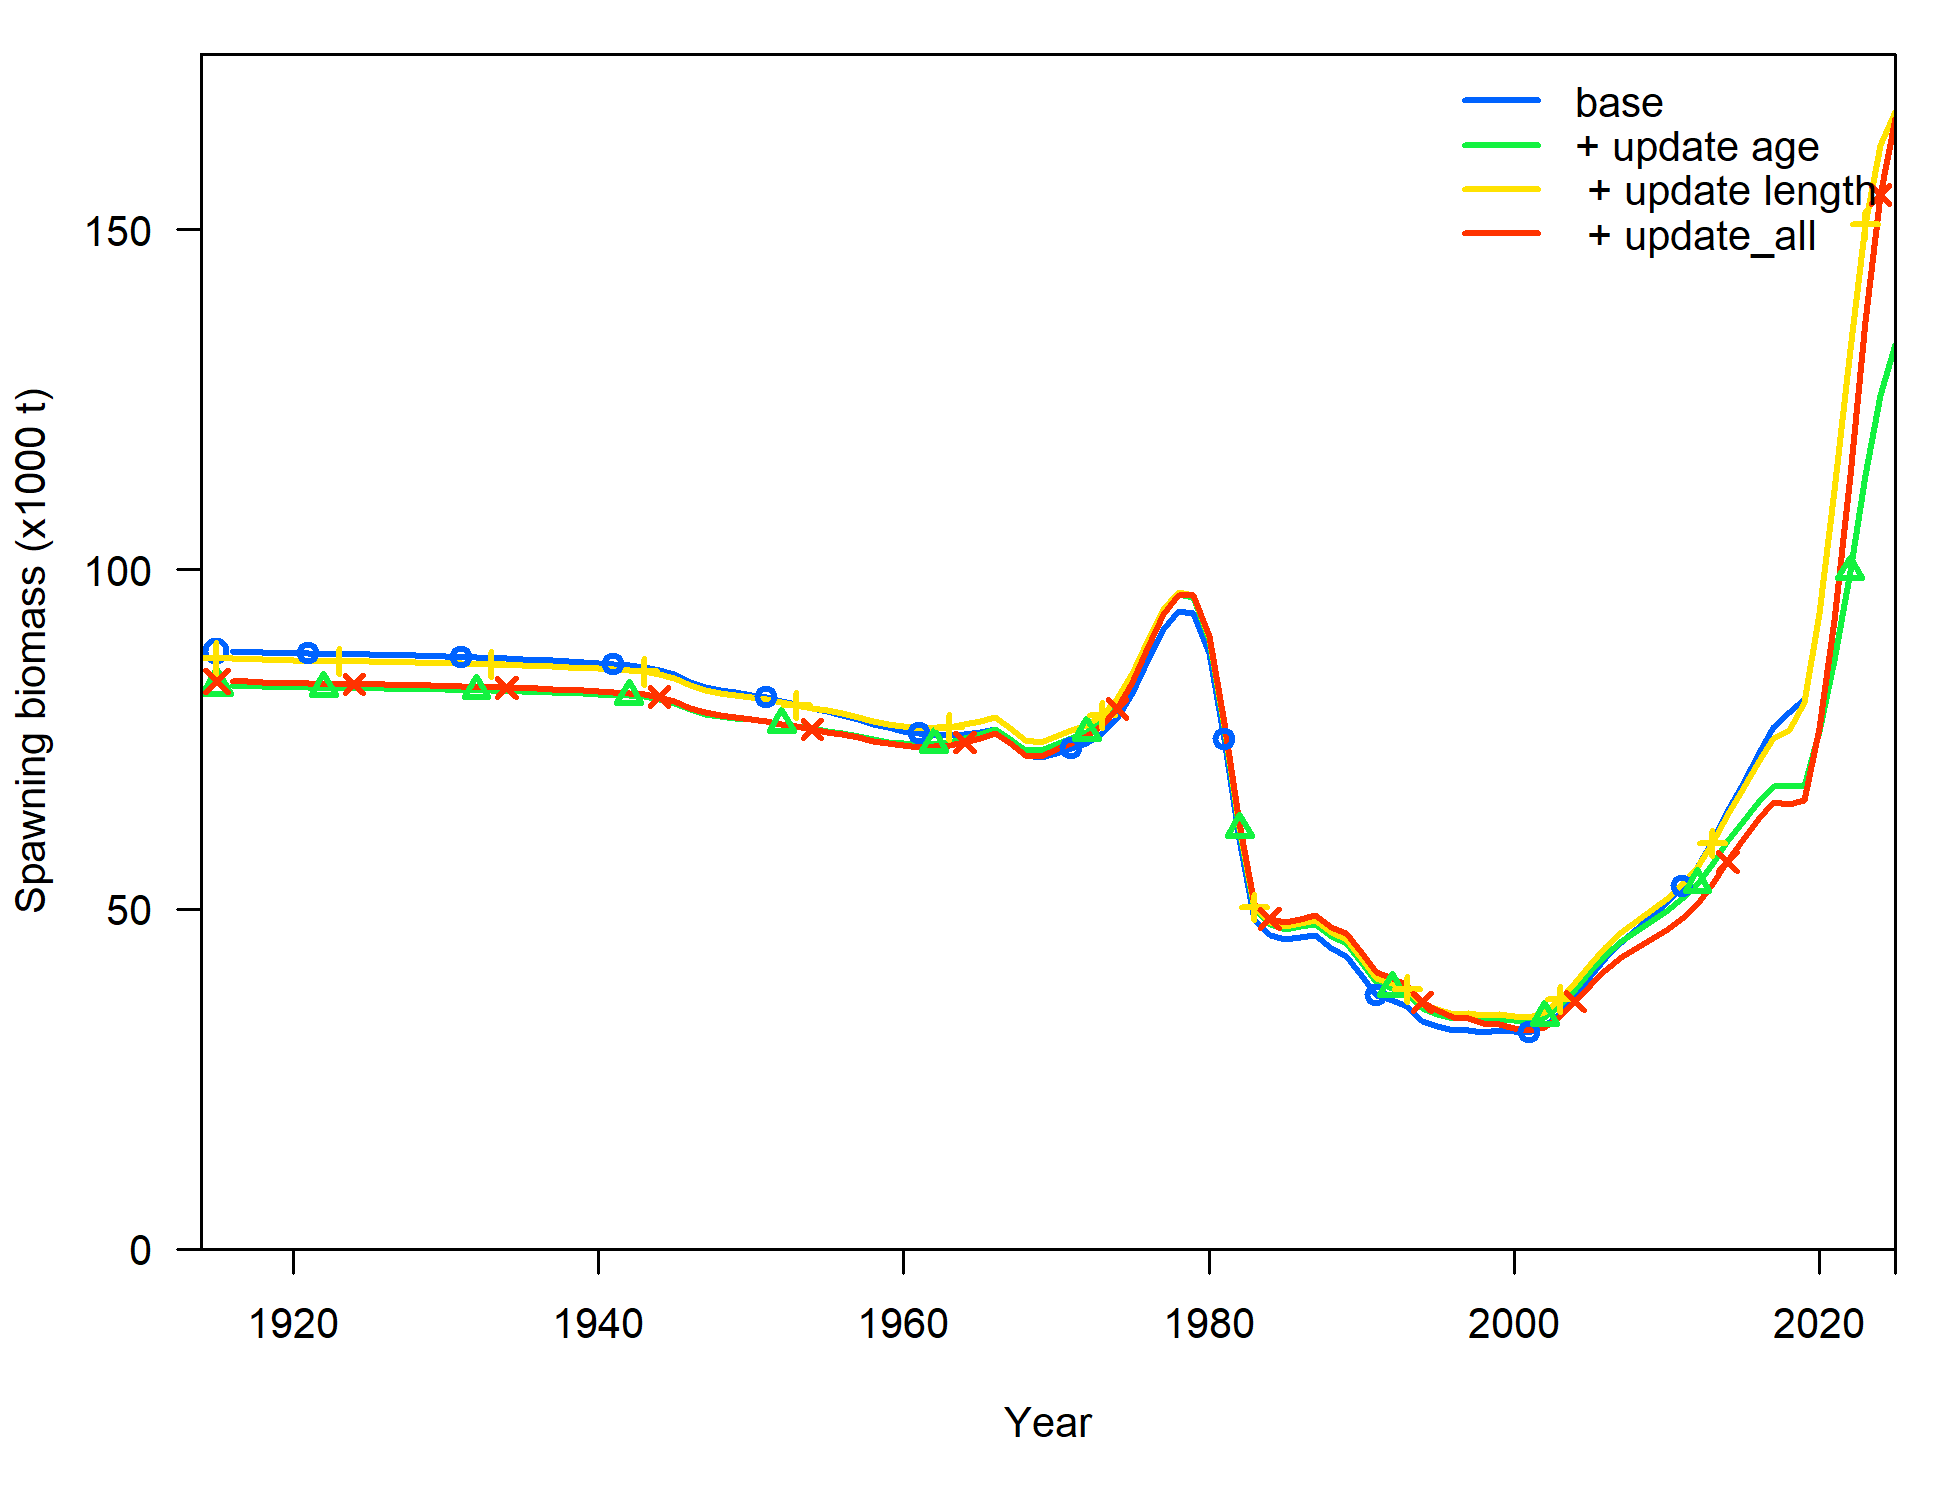 base
+ update age
+ update length
+ update_all
Spawning biomass (x1000 t)
150
100
50
0
1920 1940 1960 1980 2000 2020
Year